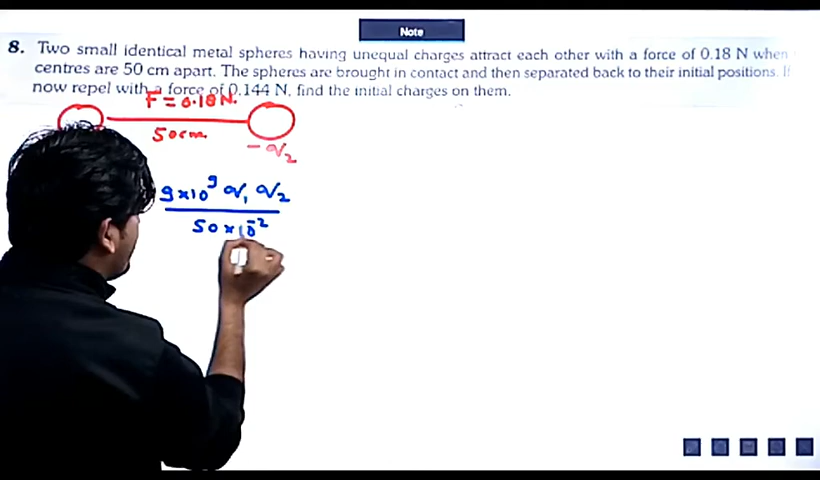 Note
8. Two small identical metal spheres having unequal charges attract each other with a force of 0.18 N when
centres are 50 cm apart. The spheres are brought in contact and then separated back to their initial positions. If
now repel with a force of 0.144 N, find the initial charges on them.
F = 0.18 N.
50cm
- q2
9×10^9 q1 q2
50×10^-2